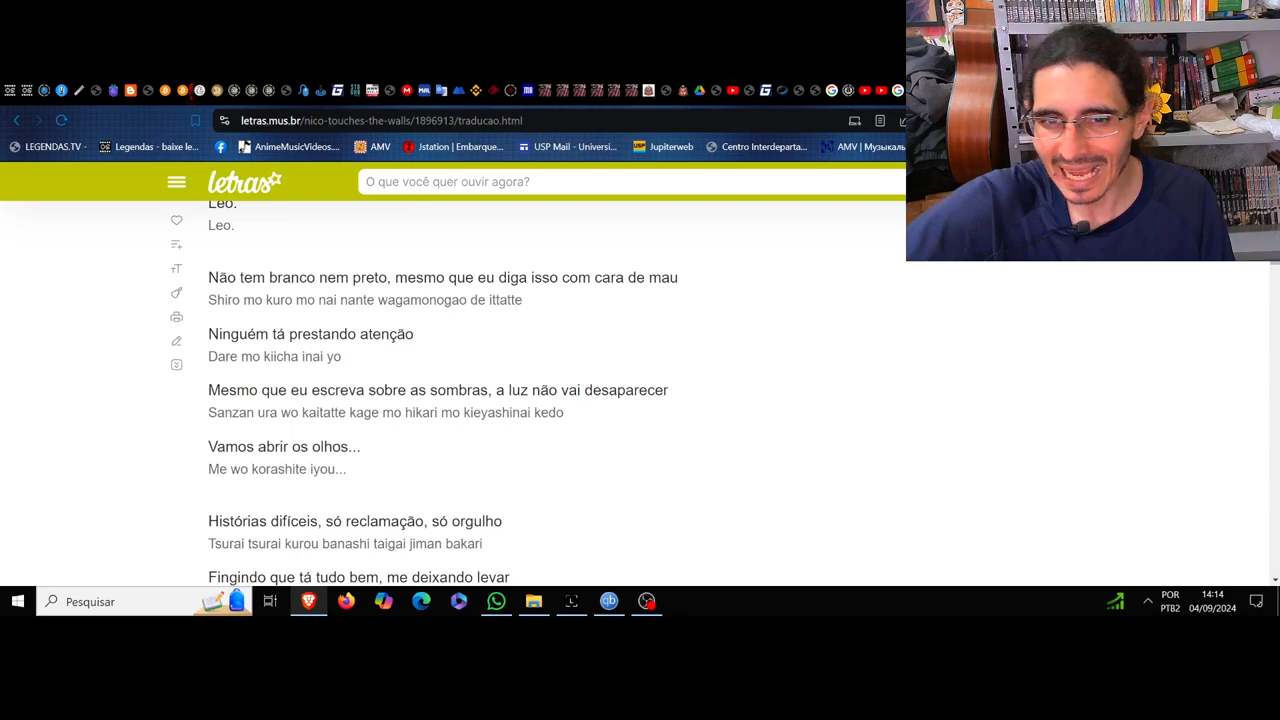 letras.mus.br/nico-touches-the-walls/1896913/traducao.html
LEGENDAS.TV - Legendas - baixe le... AnimeMusicVideos... AMV Jstation | Embarque... USP Mail - Universi... Jupiterweb Centro Interdeparta... AMV | Музыкаль
letras O que você quer ouvir agora?
Leo.
Leo.
Não tem branco nem preto, mesmo que eu diga isso com cara de mau
Shiro mo kuro mo nai nante wagamonogao de ittatte
Ninguém tá prestando atenção
Dare mo kiicha inai yo
Mesmo que eu escreva sobre as sombras, a luz não vai desaparecer
Sanzan ura wo kaitatte kage mo hikari mo kieyashinai kedo
Vamos abrir os olhos...
Me wo korashite iyou...
Histórias difíceis, só reclamação, só orgulho
Tsurai tsurai kurou banashi taigai jiman bakari
Fingindo que tá tudo bem, me deixando levar
Pesquisar
POR
PTB2
14:14
04/09/2024